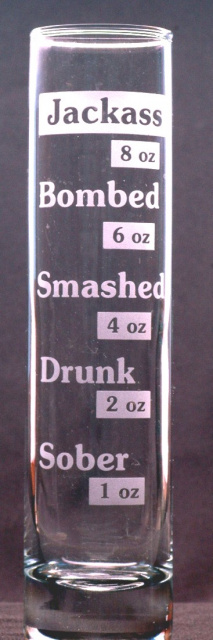 Jackass
8 oz
Bombed
6 oz
Smashed
4 oz
Drunk
2 oz
Sober
1 oz